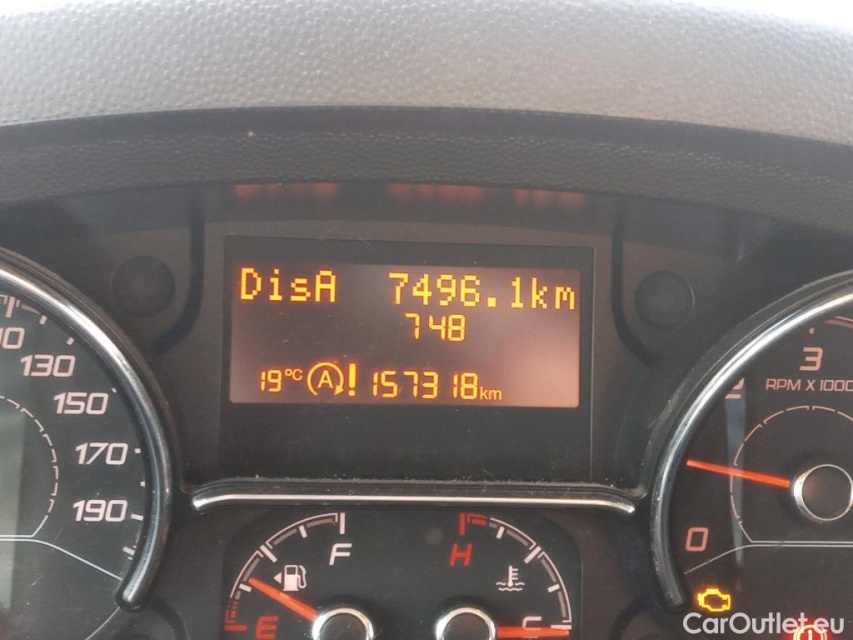 DisA 7496.1km
748
19°C A ! 157318km
130
150
170
190
3
RPM X 1000
0
F
E
H
C
CarOutlet.eu